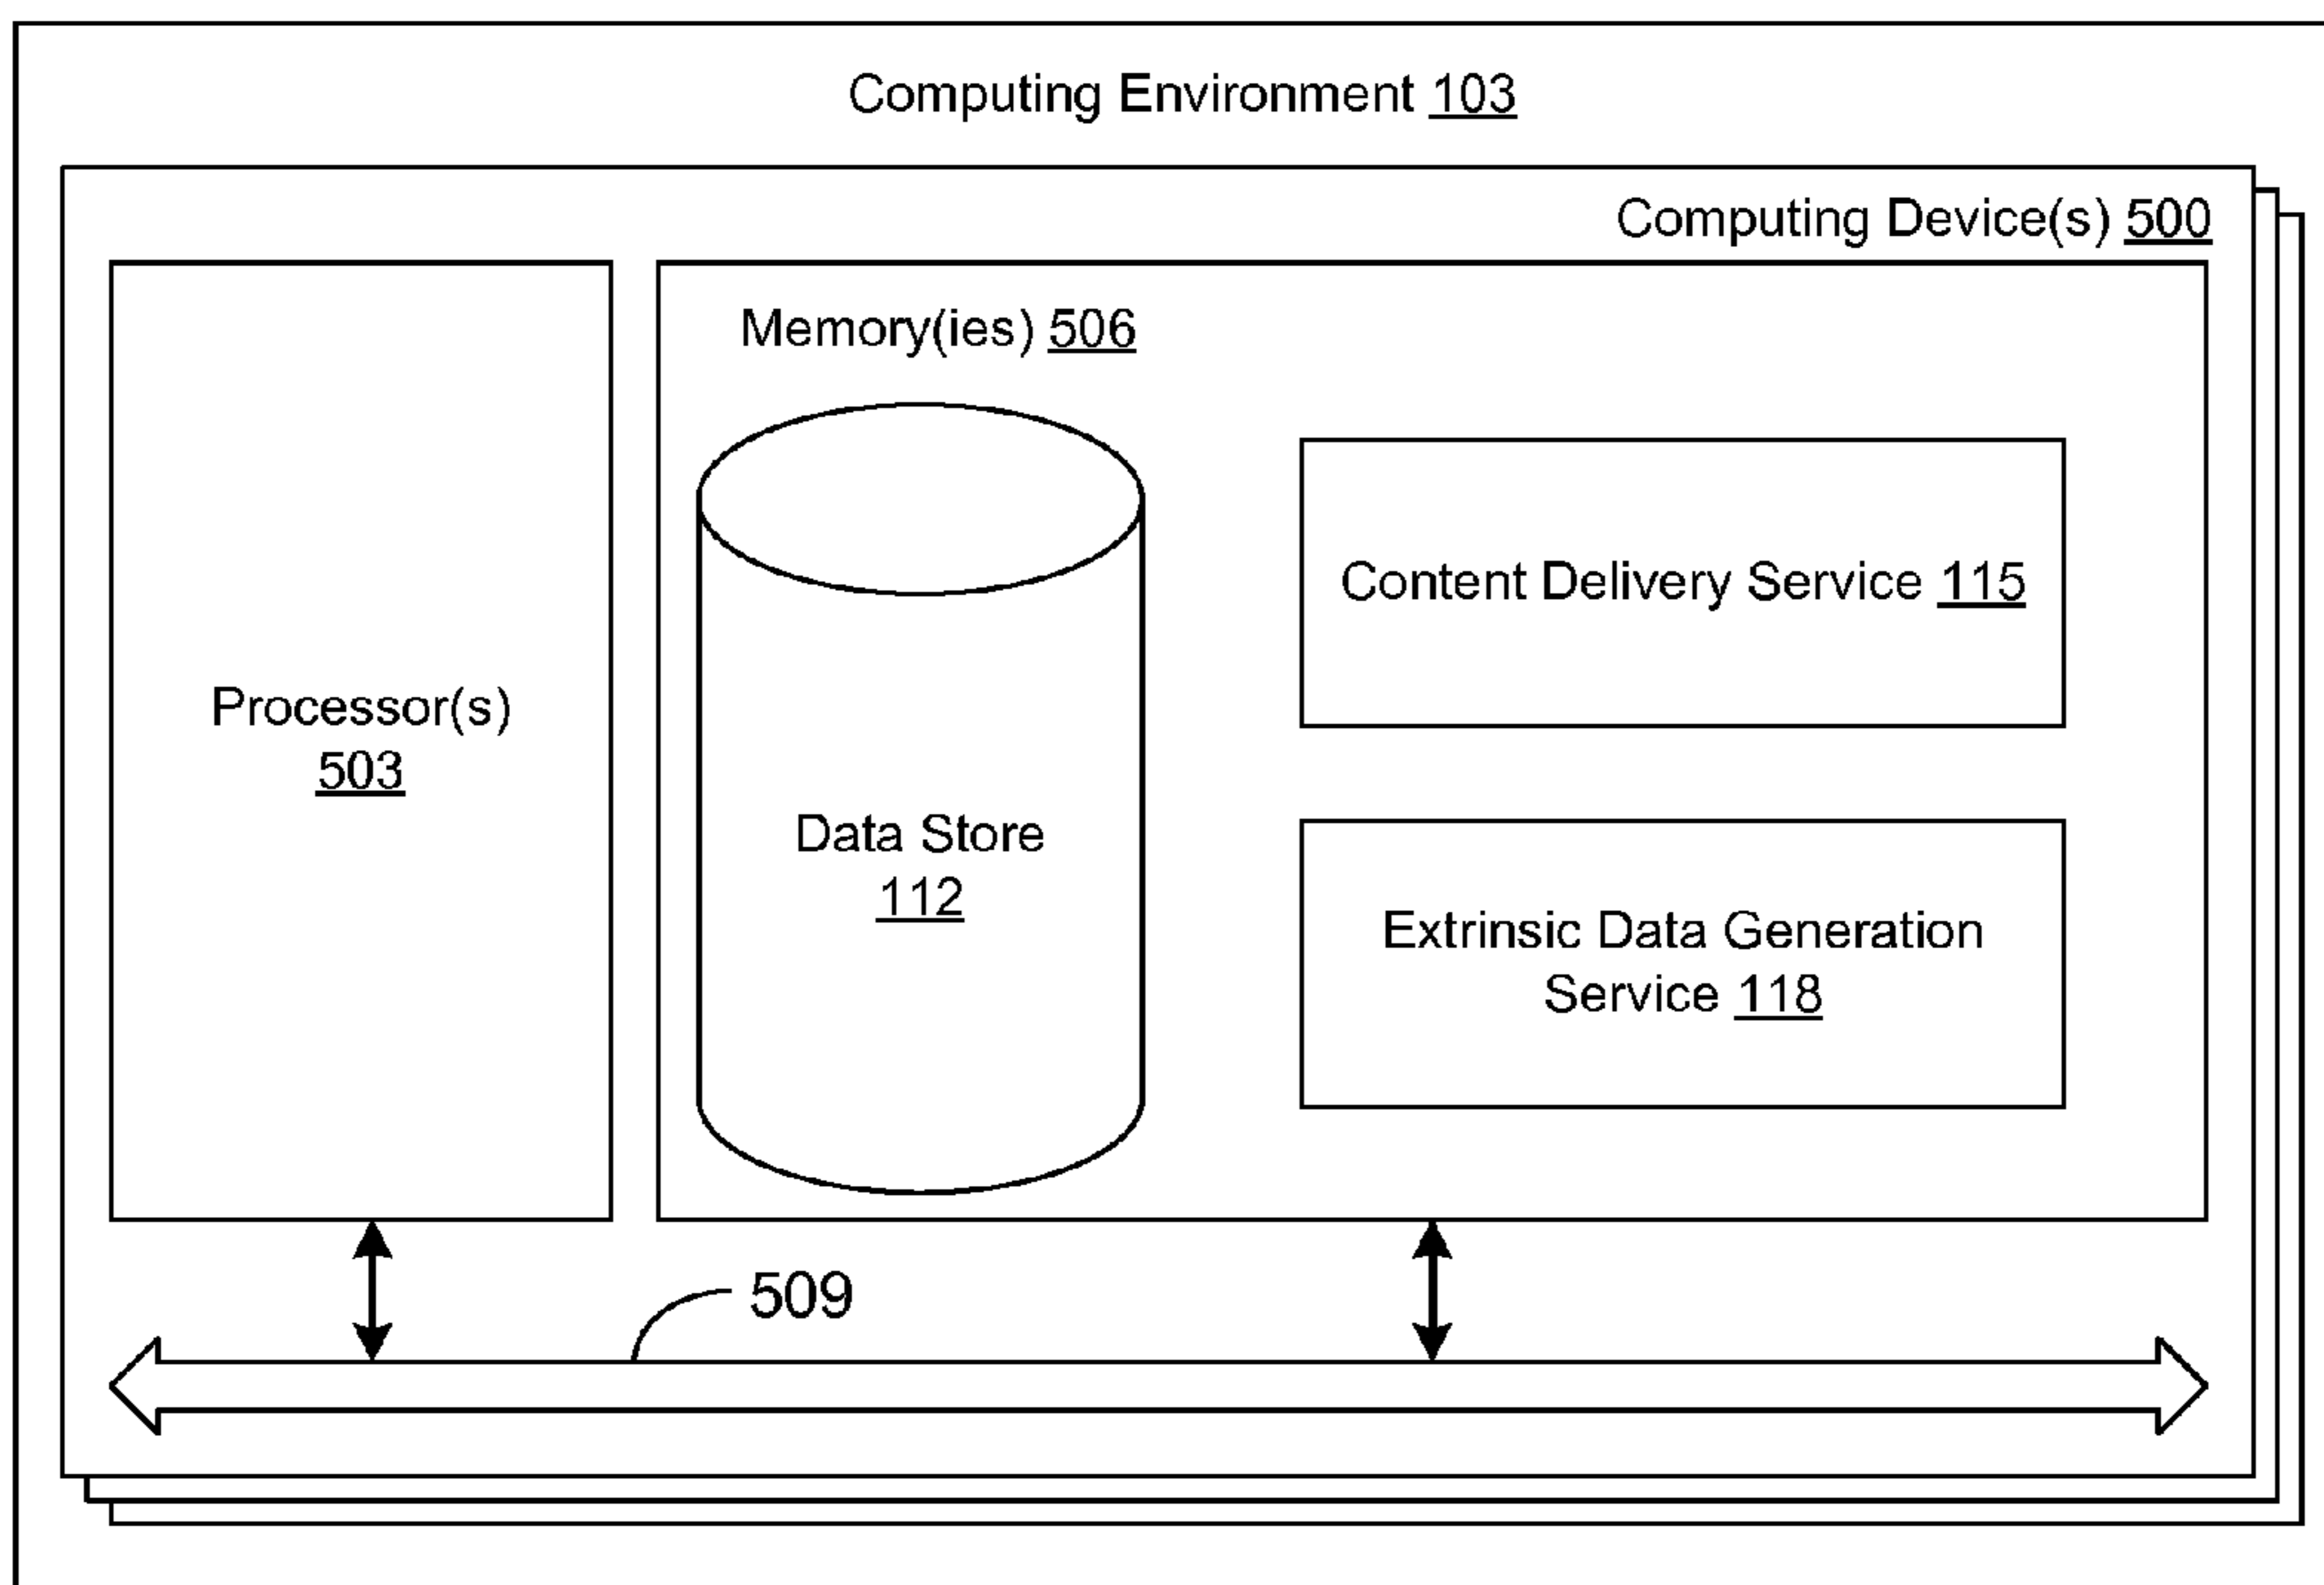 Computing Environment 103
Computing Device(s) 500
Memory(ies) 506
Content Delivery Service 115
Processor(s)
503
Data Store
112
Extrinsic Data Generation
Service 118
509